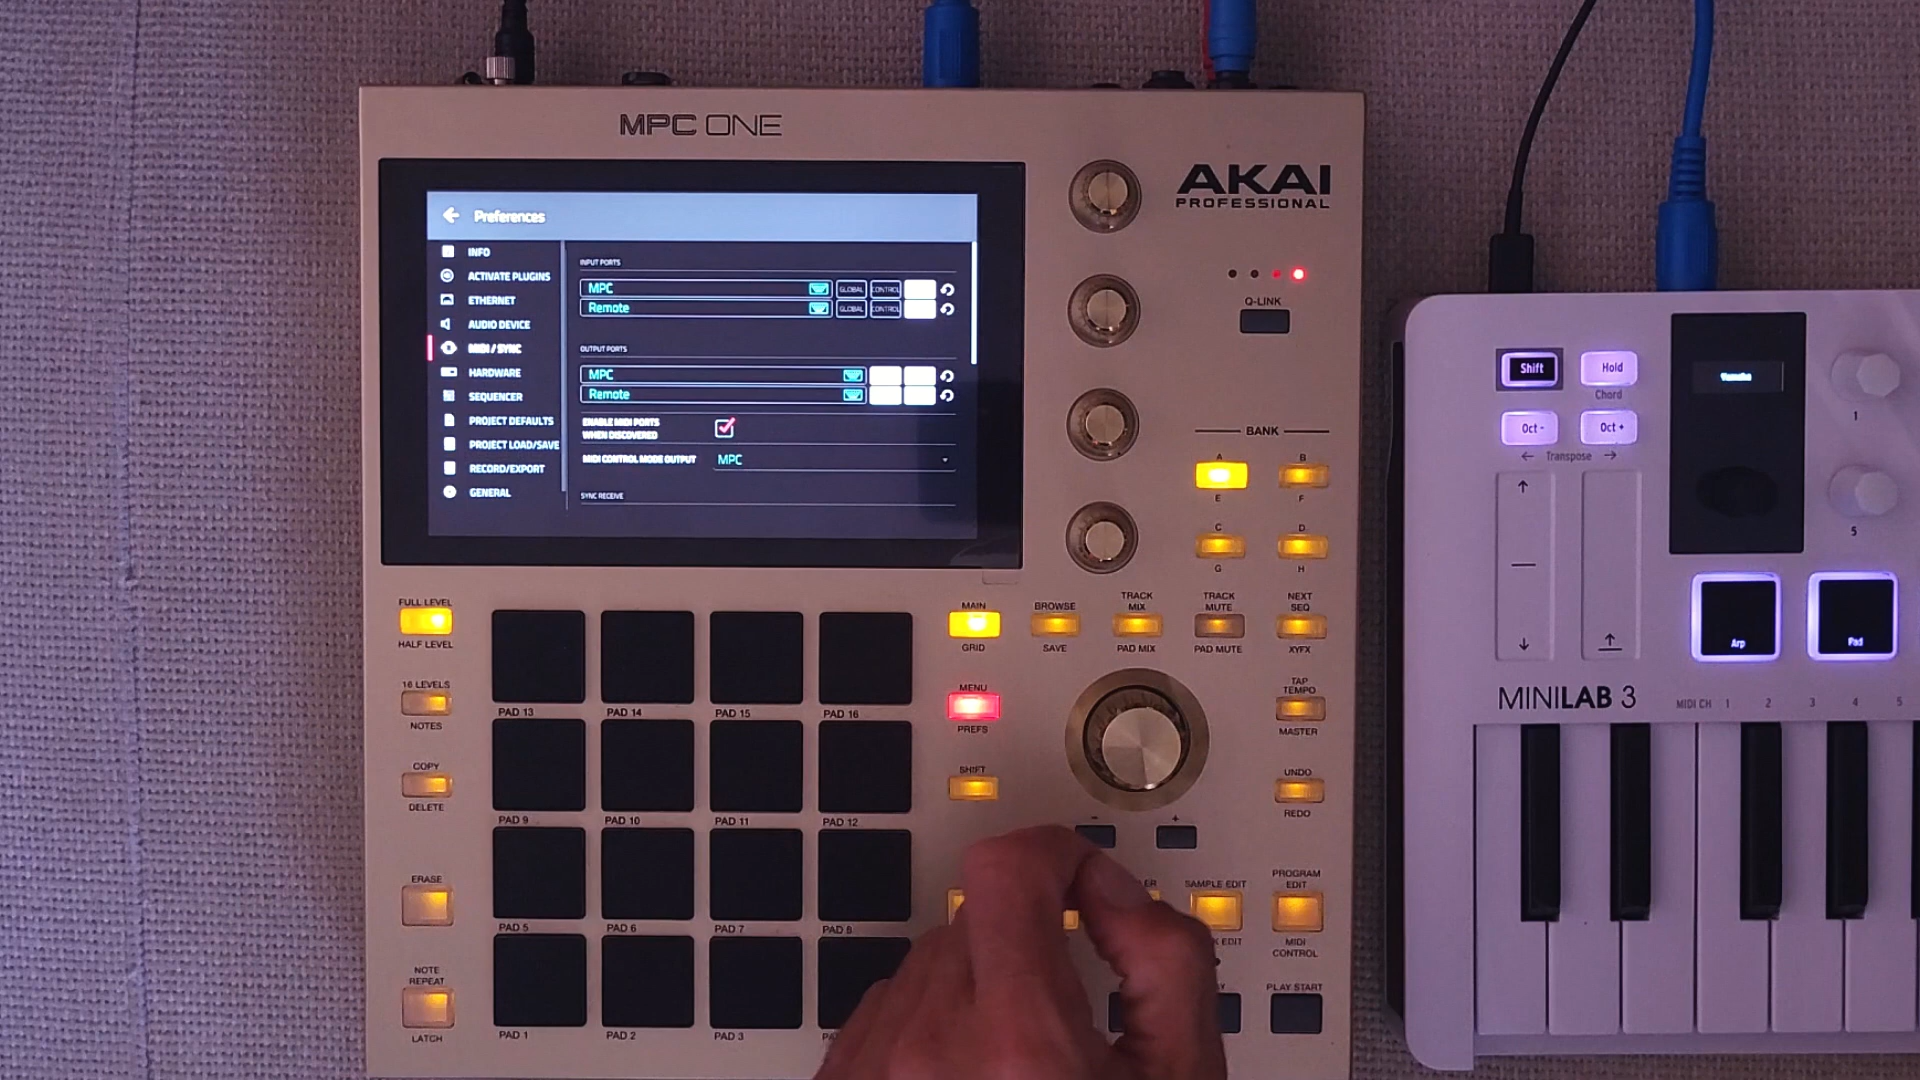 MPC ONE
AKAI
PROFESSIONAL
Preferences
INFO
ACTIVATE PLUGINS
ETHERNET
AUDIO DEVICE
MIDI / SYNC
HARDWARE
SEQUENCER
PROJECT DEFAULTS
PROJECT LOAD/SAVE
RECORD/EXPORT
GENERAL
INPUT PORTS
MPC GLOBAL CONTROL
Remote GLOBAL CONTROL
OUTPUT PORTS
MPC
Remote
ENABLE MIDI PORTS
WHEN DISCOVERED
MIDI CONTROL MODE OUTPUT MPC
SYNC RECEIVE
Q-LINK
BANK
A B
E F
C D
G H
FULL LEVEL
HALF LEVEL
16 LEVELS
NOTES
COPY
DELETE
ERASE
NOTE
REPEAT
LATCH
PAD 13 PAD 14 PAD 15 PAD 16
PAD 9 PAD 10 PAD 11 PAD 12
PAD 5 PAD 6 PAD 7 PAD 8
PAD 1 PAD 2 PAD 3
MAIN
GRID
BROWSE
SAVE
TRACK
MIX
PAD MIX
TRACK
MUTE
PAD MUTE
NEXT
SEQ
XYFX
MENU
PREFS
SHIFT
TAP
TEMPO
MASTER
UNDO
REDO
- +
SAMPLE EDIT
EDIT
PROGRAM
EDIT
MIDI
CONTROL
PLAY START
Shift
Hold
Chord
Oct -
Oct +
← Transpose →
1
5
Arp
Pad
MINILAB 3
MIDI CH 1 2 3 4 5